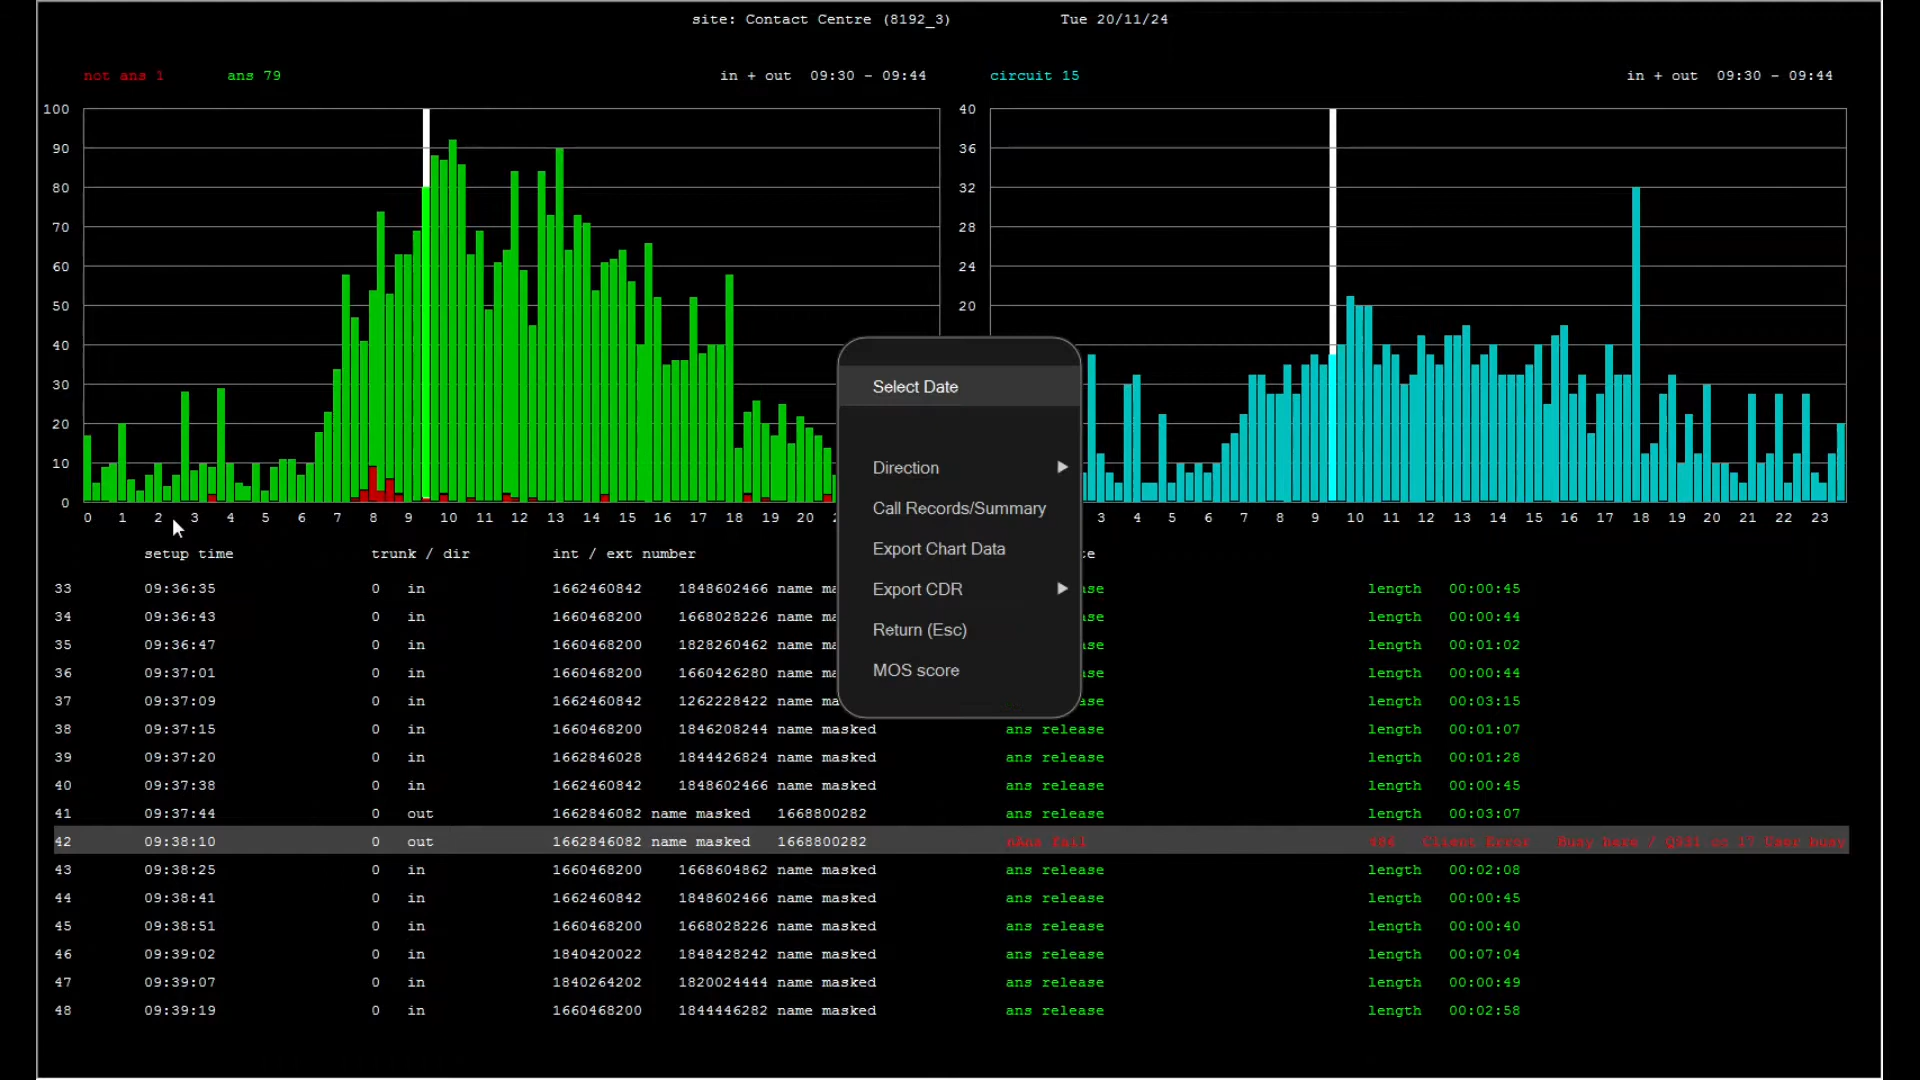 site: Contact Centre (8192_3) Tue 20/11/24
not ans 1 ans 79 in + out 09:30 - 09:44 circuit 15 in + out 09:30 - 09:44
100 40
90 36
80 32
70 28
60 24
50 20
40
30
20
10
0
0 1 2 3 4 5 6 7 8 9 10 11 12 13 14 15 16 17 18 19 20 3 4 5 6 7 8 9 10 11 12 13 14 15 16 17 18 19 20 21 22 23
Select Date
Direction
Call Records/Summary
Export Chart Data
Export CDR
Return (Esc)
MOS score
setup time trunk / dir int / ext number
33 09:36:35 0 in 1662460842 1848602466 name length 00:00:45
34 09:36:43 0 in 1660468200 1668028226 name length 00:00:44
35 09:36:47 0 in 1660468200 1828260462 name length 00:01:02
36 09:37:01 0 in 1660468200 1660426280 name length 00:00:44
37 09:37:09 0 in 1662460842 1262228422 name length 00:03:15
38 09:37:15 0 in 1660468200 1846208244 name masked ans release length 00:01:07
39 09:37:20 0 in 1662846028 1844426824 name masked ans release length 00:01:28
40 09:37:38 0 in 1662460842 1848602466 name masked ans release length 00:00:45
41 09:37:44 0 out 1662846082 name masked 1668800282 ans release length 00:03:07
42 09:38:10 0 out 1662846082 name masked 1668800282 nAns fail 486 Client Error Busy here / Q931.cn 17 User busy
43 09:38:25 0 in 1660468200 1668604862 name masked ans release length 00:02:08
44 09:38:41 0 in 1662460842 1848602466 name masked ans release length 00:00:45
45 09:38:51 0 in 1660468200 1668028226 name masked ans release length 00:00:40
46 09:39:02 0 in 1840420022 1848428242 name masked ans release length 00:07:04
47 09:39:07 0 in 1840264202 1820024444 name masked ans release length 00:00:49
48 09:39:19 0 in 1660468200 1844446282 name masked ans release length 00:02:58